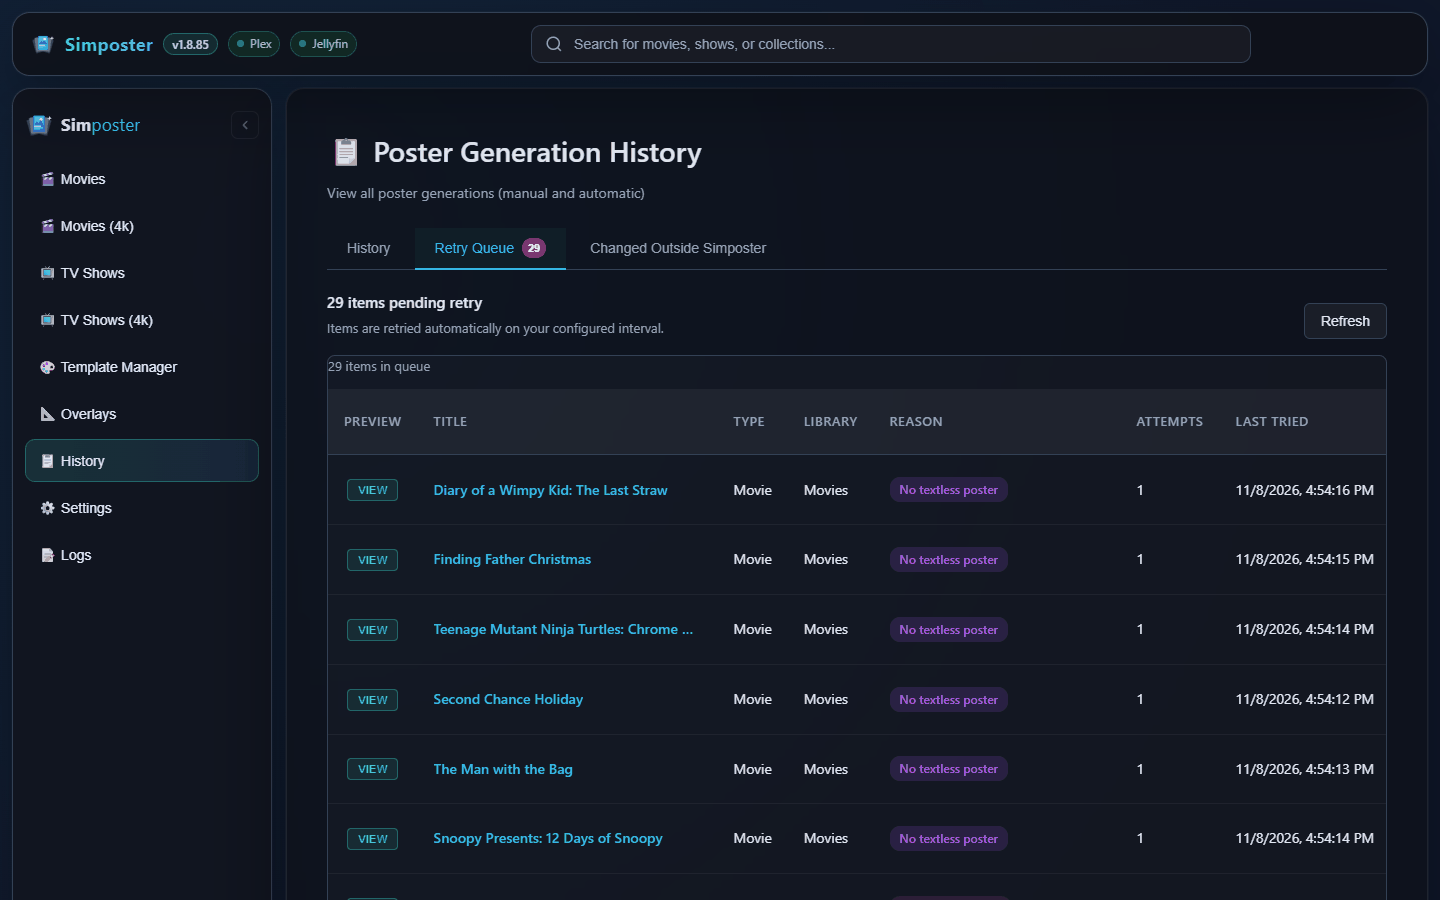 Simposter v1.8.85 Plex Jellyfin Search for movies, shows, or collections...
Simposter
Movies
Movies (4k)
TV Shows
TV Shows (4k)
Template Manager
Overlays
History
Settings
Logs
Poster Generation History
View all poster generations (manual and automatic)
History Retry Queue 29 Changed Outside Simposter
29 items pending retry
Items are retried automatically on your configured interval.
Refresh
29 items in queue
PREVIEW TITLE TYPE LIBRARY REASON ATTEMPTS LAST TRIED
VIEW Diary of a Wimpy Kid: The Last Straw Movie Movies No textless poster 1 11/8/2026, 4:54:16 PM
VIEW Finding Father Christmas Movie Movies No textless poster 1 11/8/2026, 4:54:15 PM
VIEW Teenage Mutant Ninja Turtles: Chrome ... Movie Movies No textless poster 1 11/8/2026, 4:54:14 PM
VIEW Second Chance Holiday Movie Movies No textless poster 1 11/8/2026, 4:54:12 PM
VIEW The Man with the Bag Movie Movies No textless poster 1 11/8/2026, 4:54:13 PM
VIEW Snoopy Presents: 12 Days of Snoopy Movie Movies No textless poster 1 11/8/2026, 4:54:14 PM